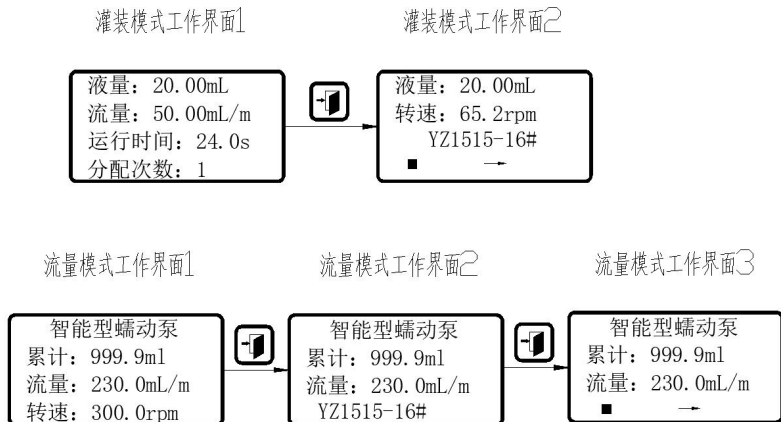 灌装模式工作界面1
灌装模式工作界面2
液量：20.00mL
流量：50.00mL/m
运行时间：24.0s
分配次数：1
液量：20.00mL
转速：65.2rpm
YZ1515-16#
流量模式工作界面1
流量模式工作界面2
流量模式工作界面3
智能型蠕动泵
累计：999.9ml
流量：230.0mL/m
转速：300.0rpm
智能型蠕动泵
累计：999.9ml
流量：230.0mL/m
YZ1515-16#
智能型蠕动泵
累计：999.9ml
流量：230.0mL/m